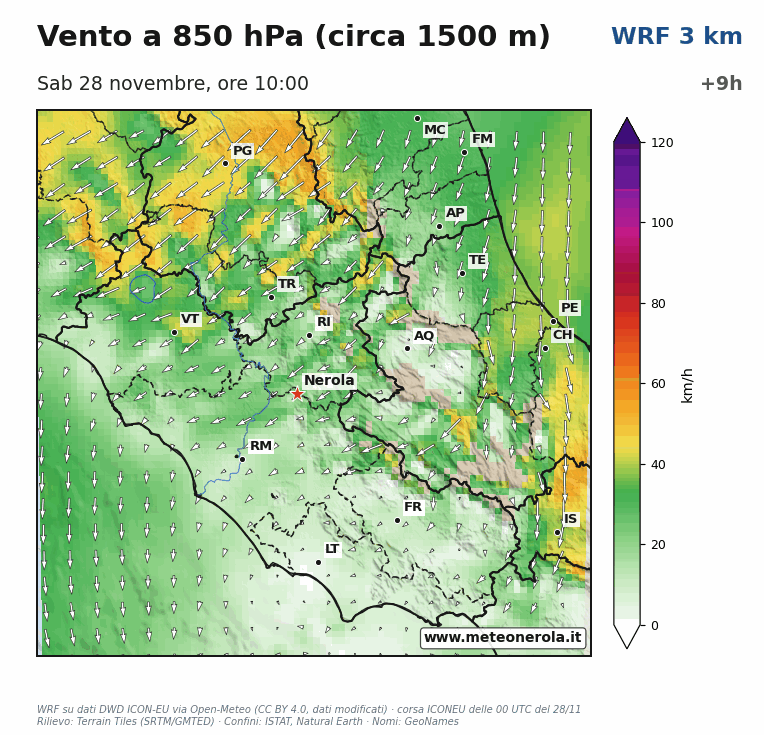 Vento a 850 hPa (circa 1500 m)
WRF 3 km
Sab 28 novembre, ore 10:00
+9h
MC
FM
PG
AP
TE
TR
PE
VT
RI
CH
AQ
Nerola
RM
FR
IS
LT
www.meteonerola.it
120
100
80
60
40
20
0
km/h
WRF su dati DWD ICON-EU via Open-Meteo (CC BY 4.0, dati modificati) · corsa ICONEU delle 00 UTC del 28/11
Rilievo: Terrain Tiles (SRTM/GMTED) · Confini: ISTAT, Natural Earth · Nomi: GeoNames